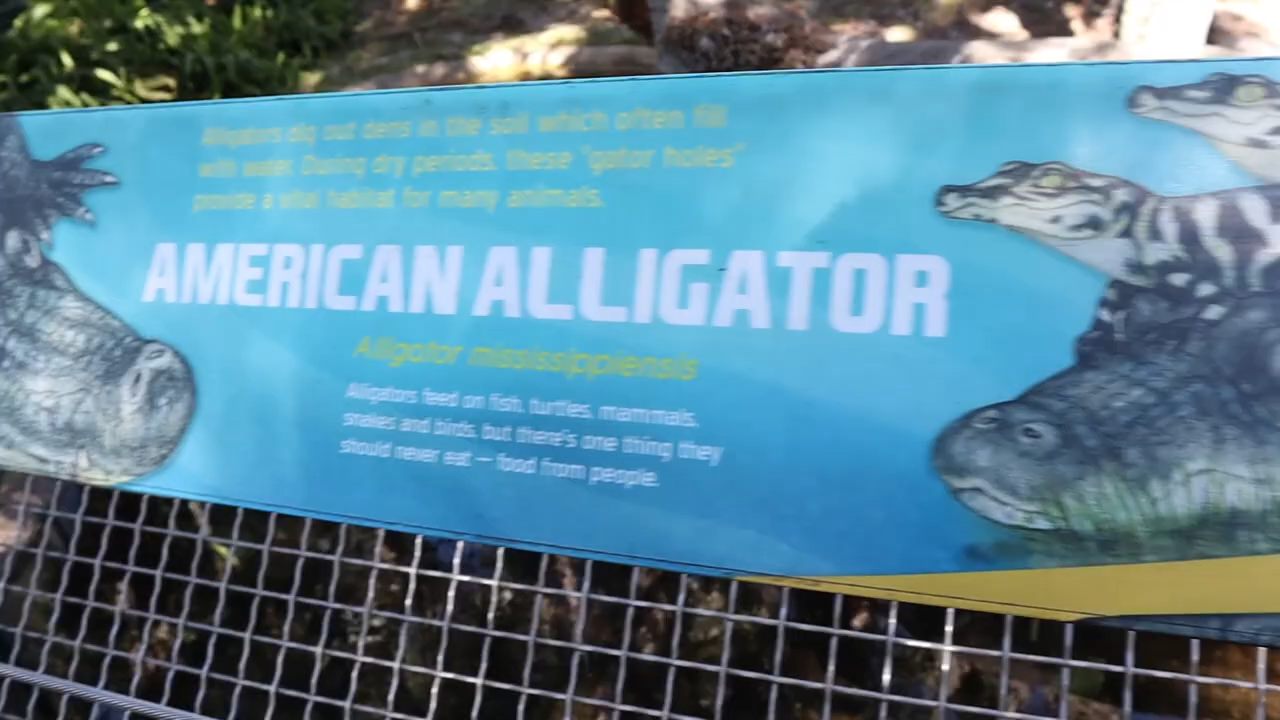 Alligators dig out dens in the soil which often fill
with water. During dry periods, these "gator holes"
provide a vital habitat for many animals.
AMERICAN ALLIGATOR
Alligator mississippiensis
Alligators feed on fish, turtles, mammals,
snakes and birds, but there's one thing they
should never eat — food from people.